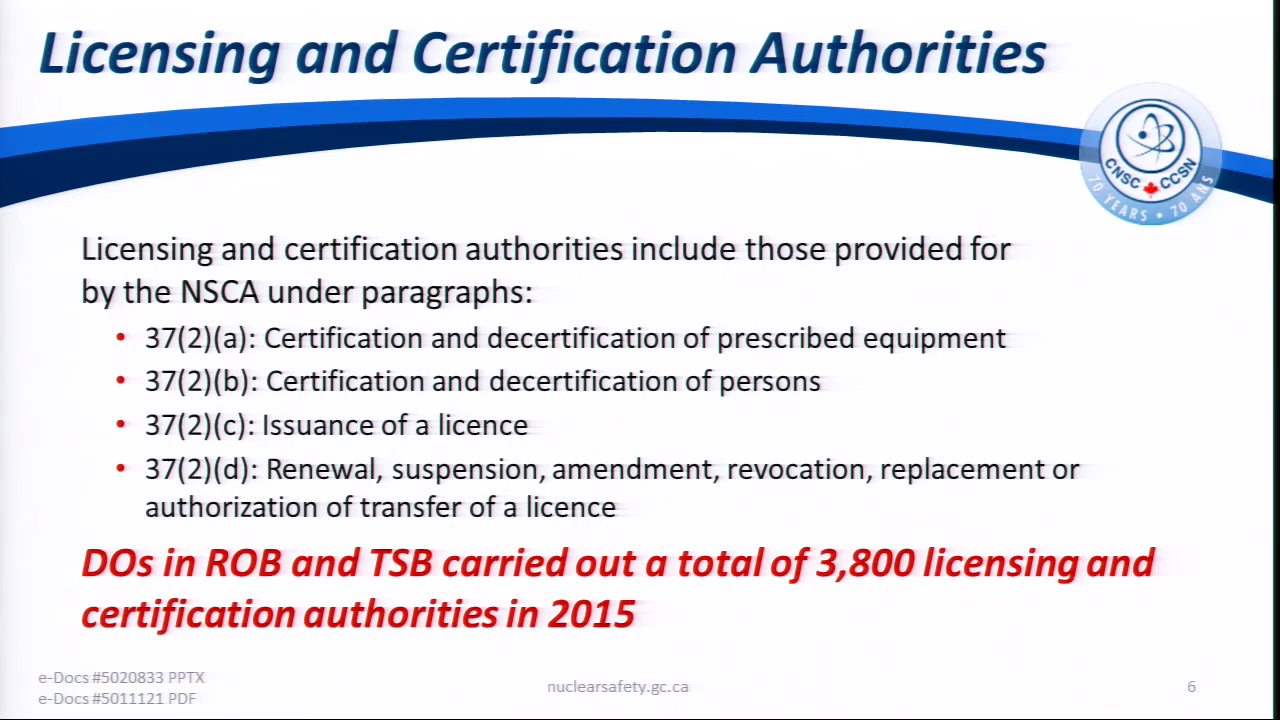 Licensing and Certification Authorities
CNSC CCSN
70 YEARS • 70 ANS
Licensing and certification authorities include those provided for
by the NSCA under paragraphs:
• 37(2)(a): Certification and decertification of prescribed equipment
• 37(2)(b): Certification and decertification of persons
• 37(2)(c): Issuance of a licence
• 37(2)(d): Renewal, suspension, amendment, revocation, replacement or
authorization of transfer of a licence
DOs in ROB and TSB carried out a total of 3,800 licensing and
certification authorities in 2015
e-Docs #5020833 PPTX
e-Docs #5011121 PDF
nuclearsafety.gc.ca
6